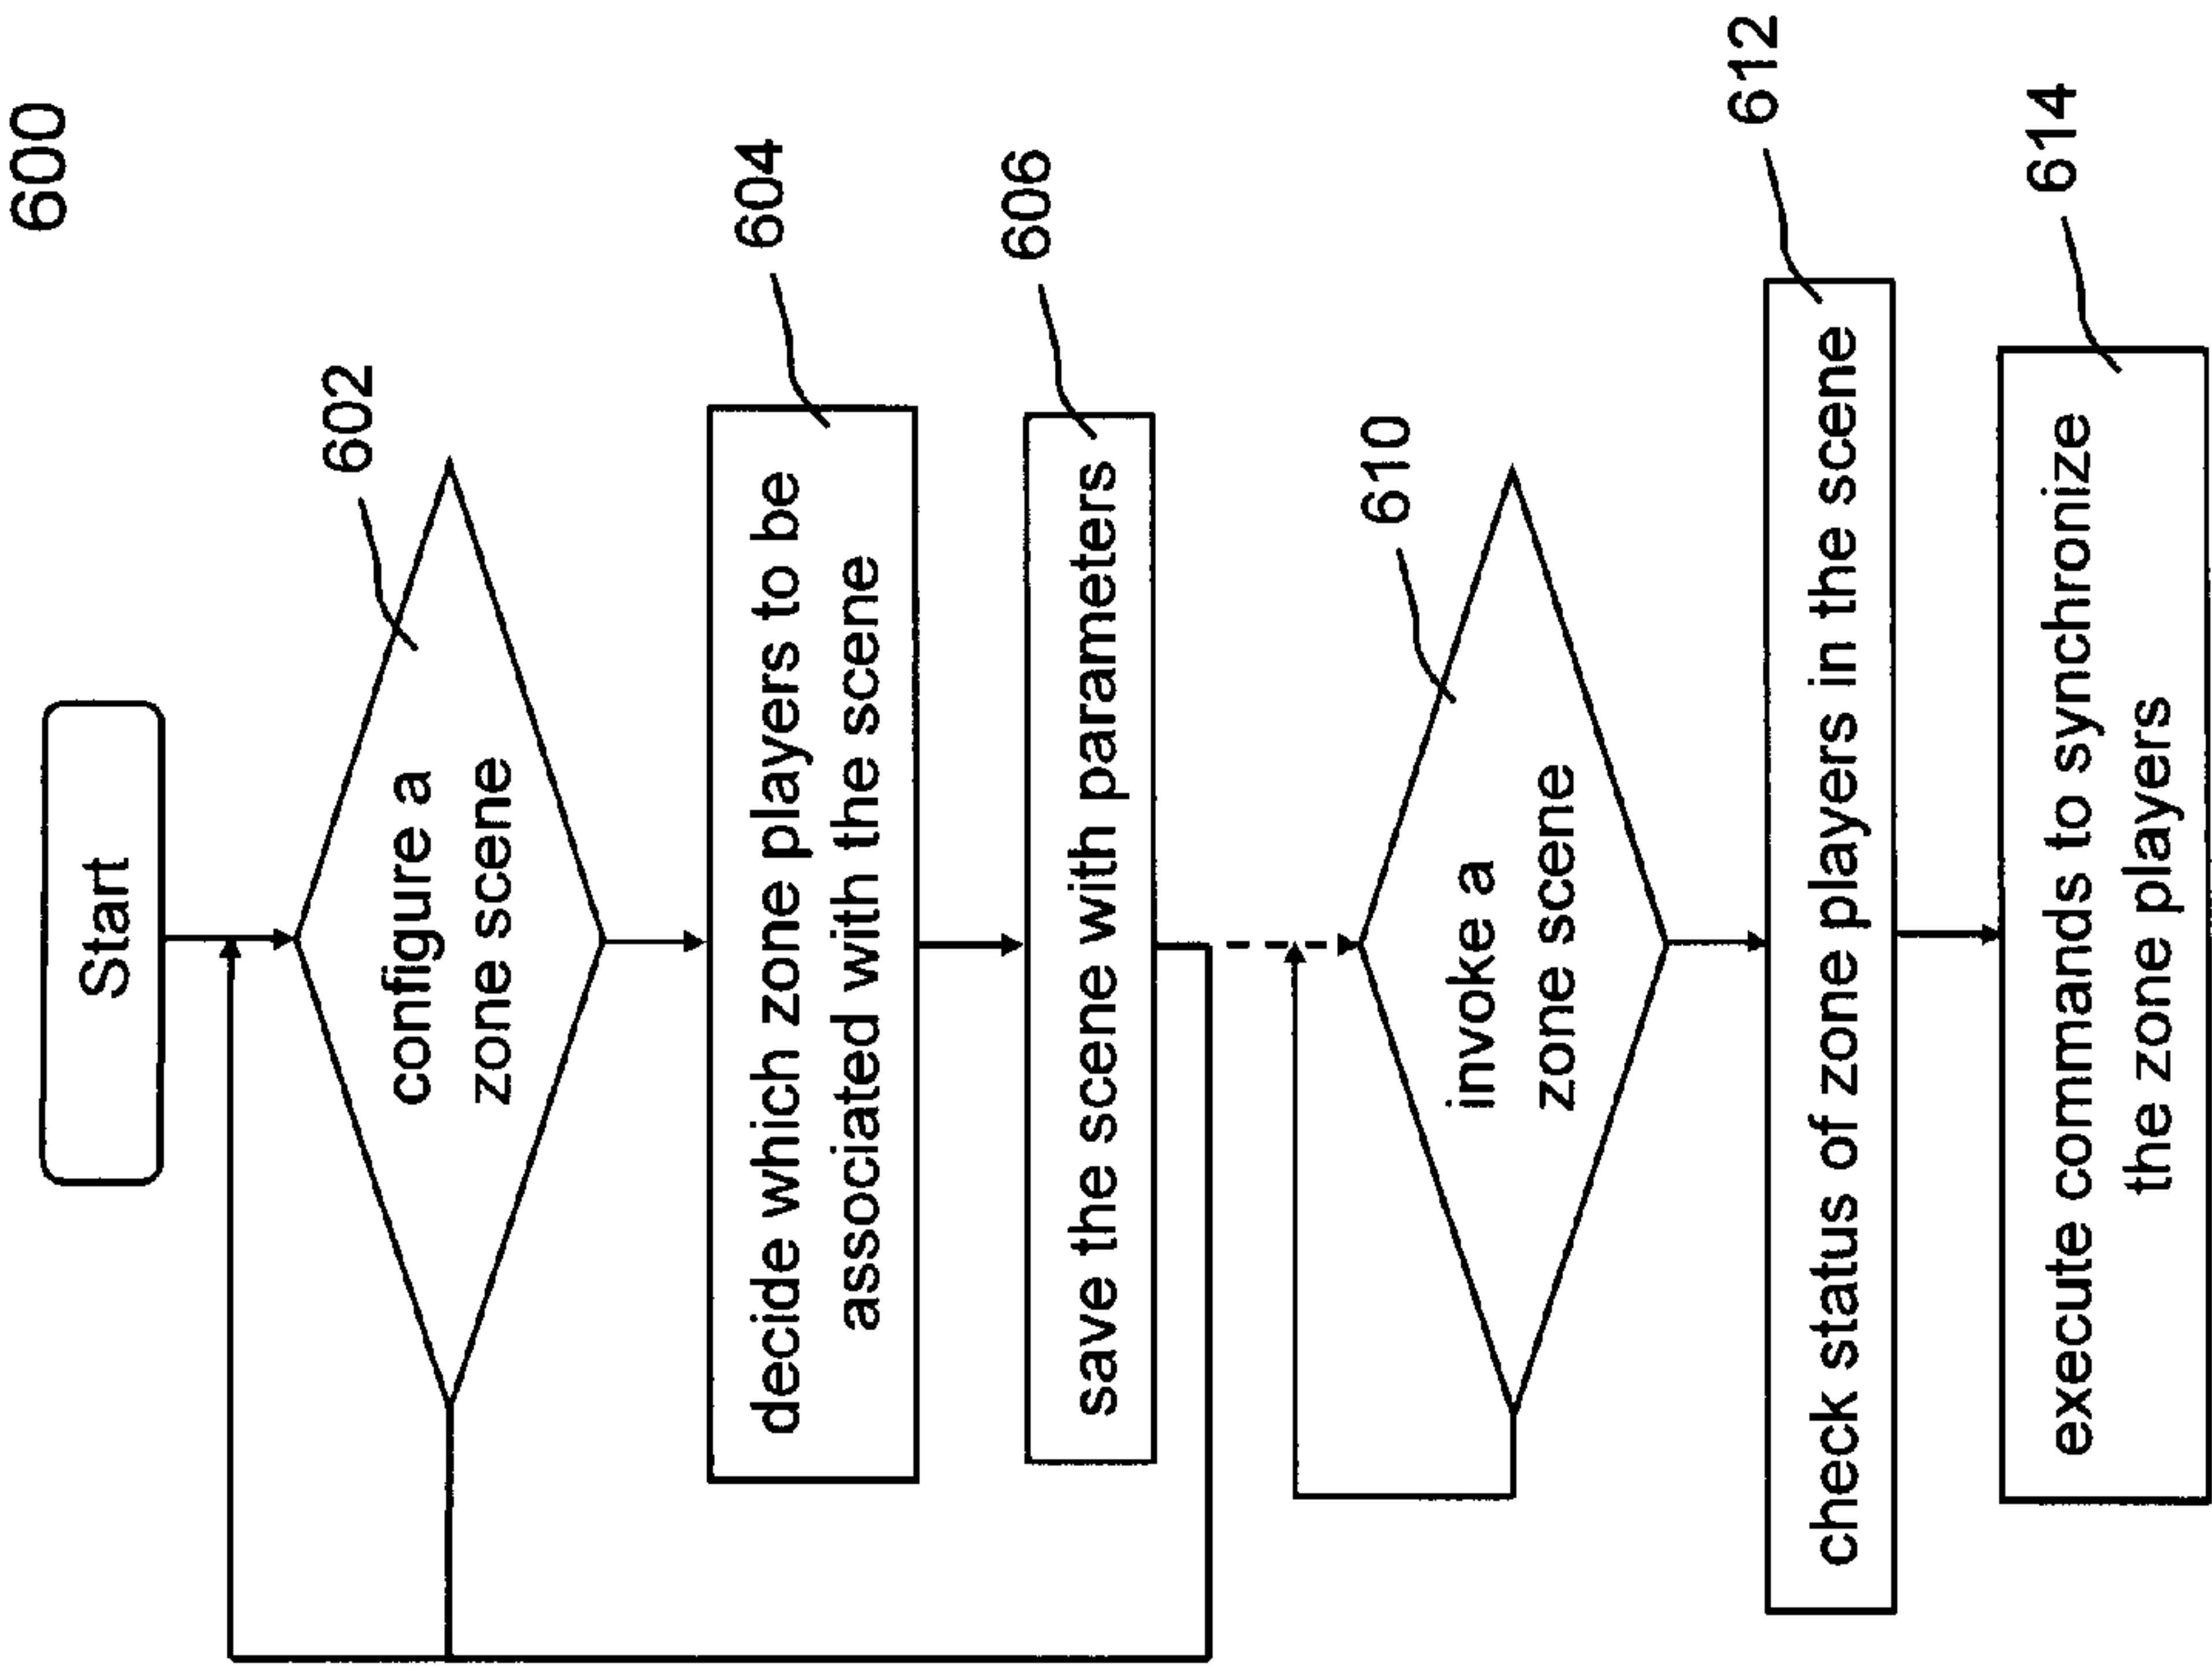 600
Start
602
configure a
zone scene
604
decide which zone players to be
associated with the scene
606
save the scene with parameters
610
invoke a
zone scene
612
check status of zone players in the scene
614
execute commands to synchronize
the zone players